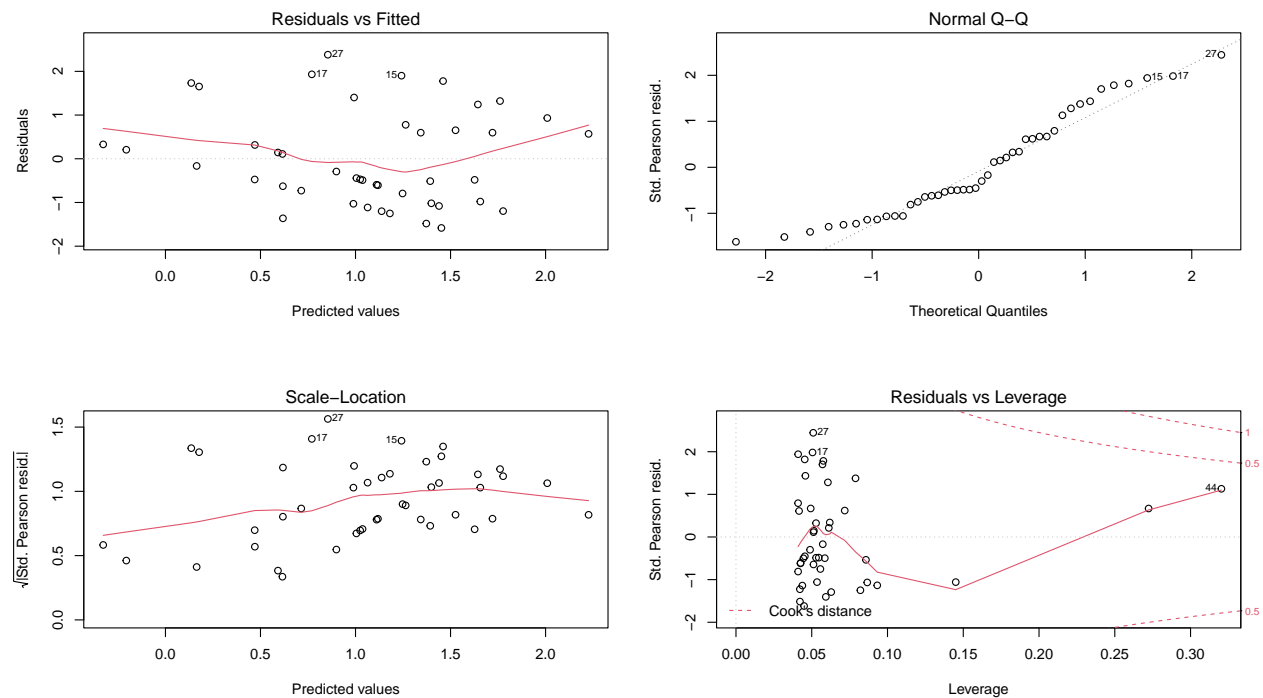 Residuals vs Fitted
Residuals
−2 −1 0 1 2
27
17
15
0.0 0.5 1.0 1.5 2.0
Predicted values
Normal Q−Q
Std. Pearson resid.
−1 0 1 2
27
15
17
−2 −1 0 1 2
Theoretical Quantiles
Scale−Location
√|Std. Pearson resid.|
0.0 0.5 1.0 1.5
27
17
15
0.0 0.5 1.0 1.5 2.0
Predicted values
Residuals vs Leverage
Std. Pearson resid.
−2 −1 0 1 2
27
17
44
1
0.5
0.5
Cook's distance
0.00 0.05 0.10 0.15 0.20 0.25 0.30
Leverage